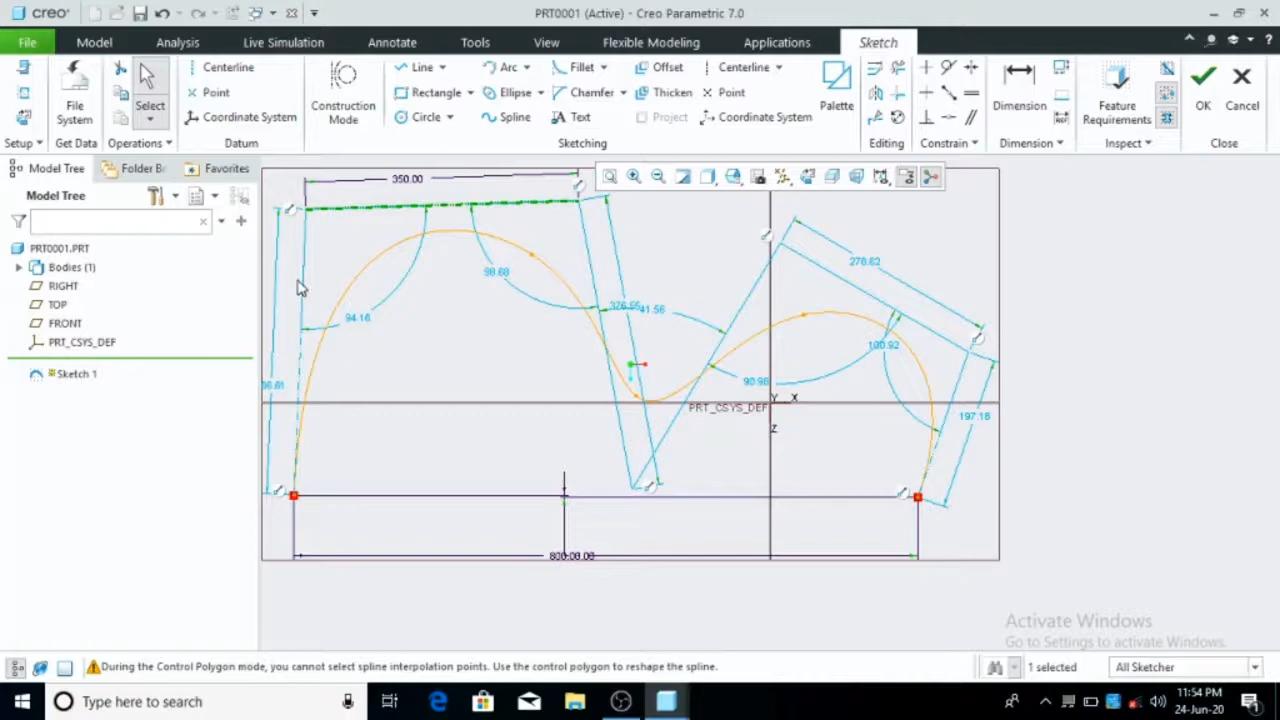 creo
PRT0001 (Active) - Creo Parametric 7.0
File Model Analysis Live Simulation Annotate Tools View Flexible Modeling Applications Sketch
Centerline
Point
Coordinate System
File System
Select
Construction Mode
Line Arc Fillet Offset Centerline
Rectangle Ellipse Chamfer Thicken Point
Circle Spline Text Project Coordinate System
Palette
Dimension
Feature Requirements
OK Cancel
Setup Get Data Operations Datum Sketching Editing Constrain Dimension Inspect Close
Model Tree Folder Br Favorites
Model Tree
PRT0001.PRT
Bodies (1)
RIGHT
TOP
FRONT
PRT_CSYS_DEF
Sketch 1
350.00
278.62
98.68
94.16
41.56
100.92
90.98
197.18
PRT_CSYS_DEF
Y X
Z
Activate Windows
Go to Settings to activate Windows.
During the Control Polygon mode, you cannot select spline interpolation points. Use the control polygon to reshape the spline.
1 selected
All Sketcher
Type here to search
11:54 PM
24-Jun-20
1